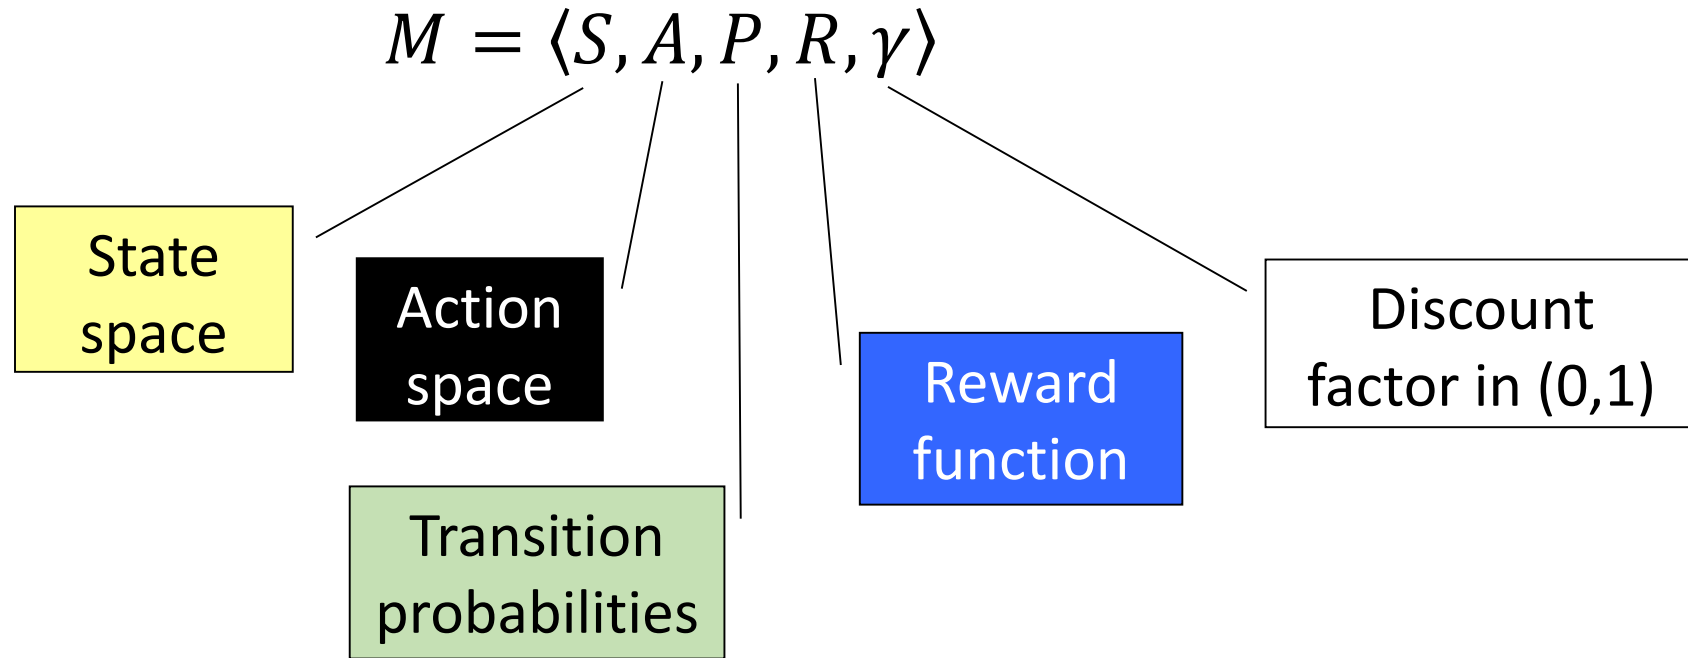 M = ⟨S, A, P, R, γ⟩
State
space
Action
space
Transition
probabilities
Reward
function
Discount
factor in (0,1)